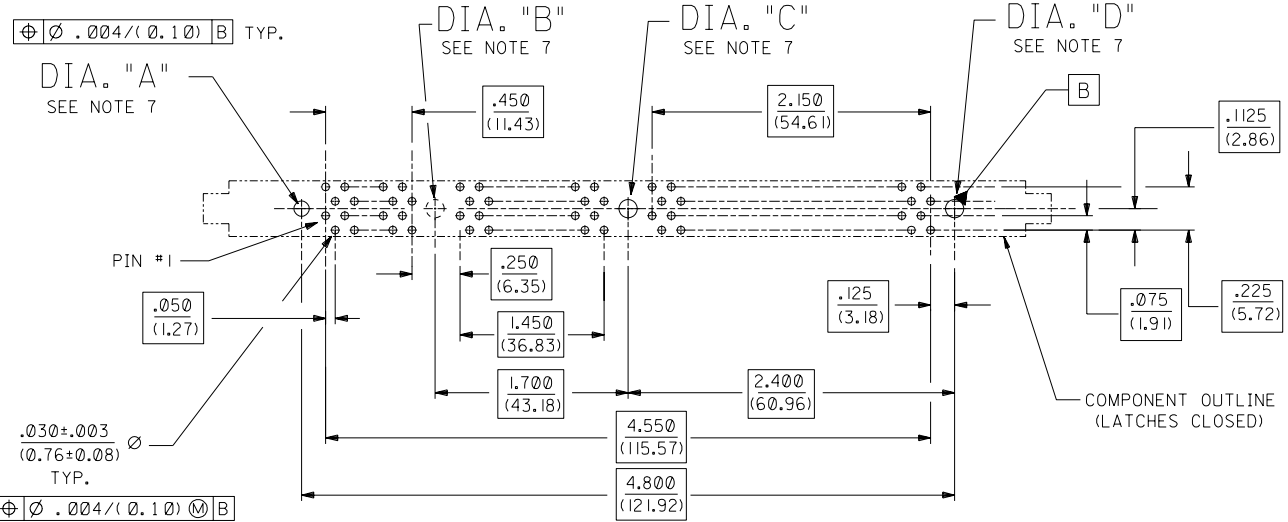 ⌖ Ø .004/(0.10) B TYP.
DIA. "A"
SEE NOTE 7
DIA. "B"
SEE NOTE 7
DIA. "C"
SEE NOTE 7
DIA. "D"
SEE NOTE 7
B
.450
(11.43)
2.150
(54.61)
.1125
(2.86)
PIN #1
.250
(6.35)
.050
(1.27)
1.450
(36.83)
.125
(3.18)
.075
(1.91)
.225
(5.72)
1.700
(43.18)
2.400
(60.96)
COMPONENT OUTLINE
(LATCHES CLOSED)
.030±.003
(0.76±0.08) Ø
TYP.
4.550
(115.57)
4.800
(121.92)
⌖ Ø .004/(0.10) Ⓜ B